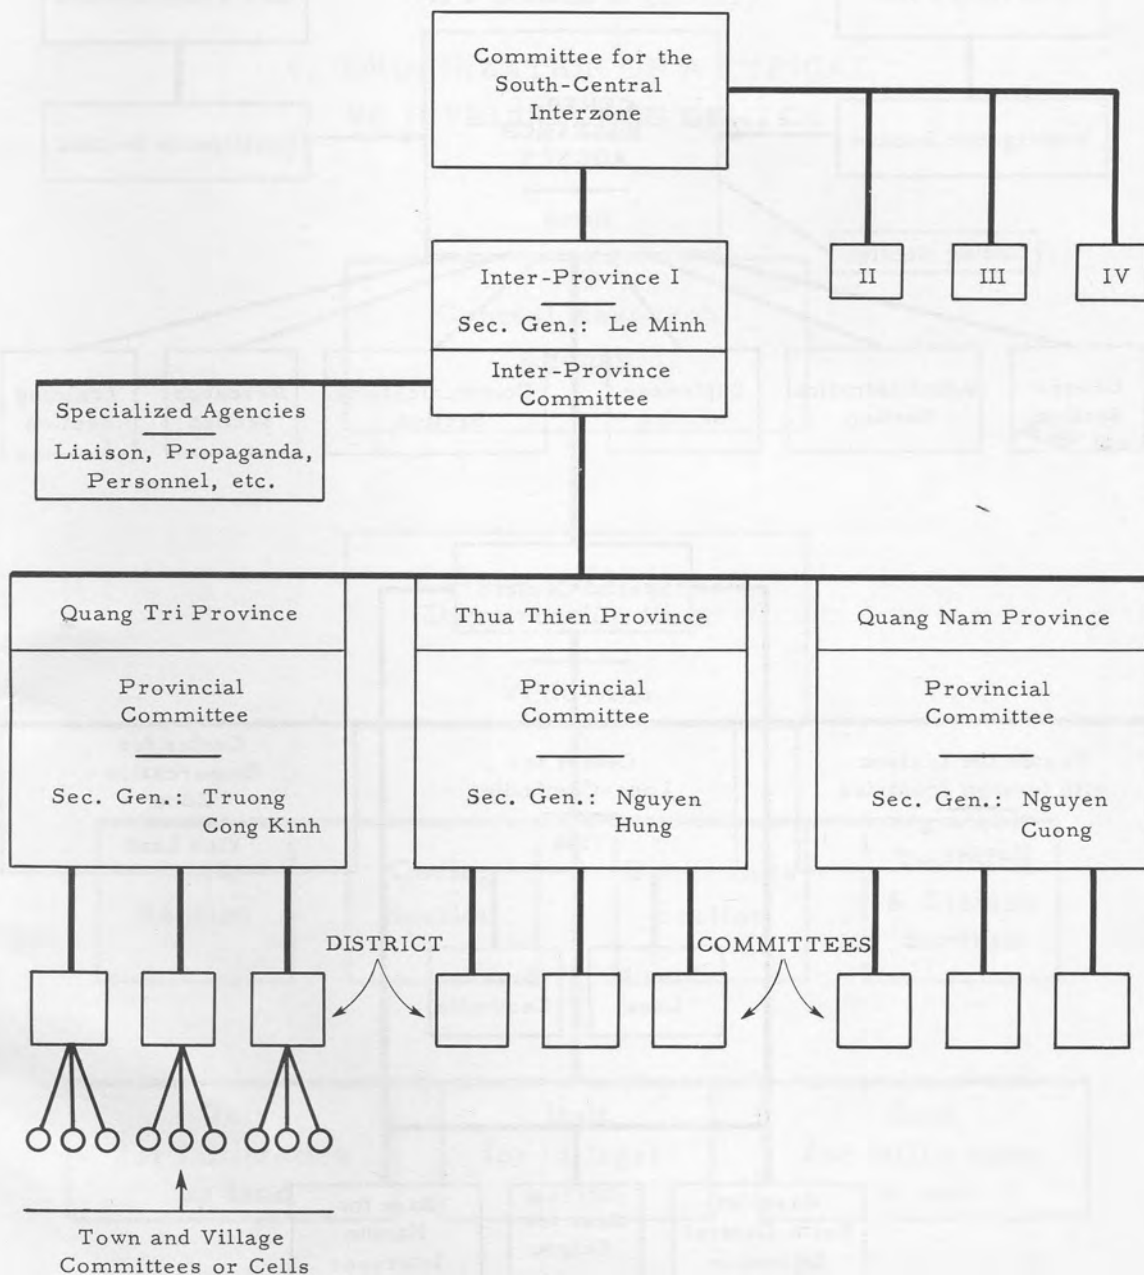 Committee for the
South-Central
Interzone
II
III
IV
Inter-Province I
Sec. Gen.: Le Minh
Inter-Province
Committee
Specialized Agencies
Liaison, Propaganda,
Personnel, etc.
Quang Tri Province
Provincial
Committee
Sec. Gen.: Truong
Cong Kinh
Thua Thien Province
Provincial
Committee
Sec. Gen.: Nguyen
Hung
Quang Nam Province
Provincial
Committee
Sec. Gen.: Nguyen
Cuong
DISTRICT
COMMITTEES
Town and Village
Committees or Cells